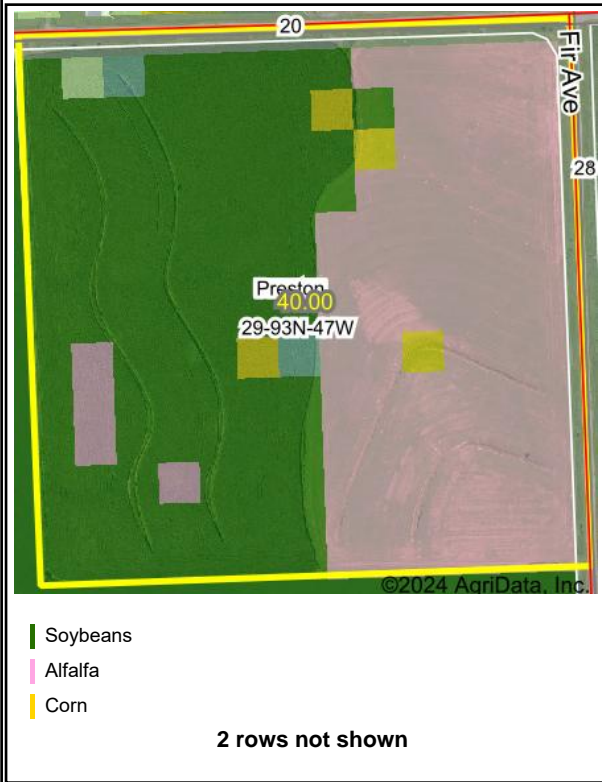 20
Fir Ave
28
Preston
40.00
29-93N-47W
©2024 AgriData, Inc.
Soybeans
Alfalfa
Corn
2 rows not shown